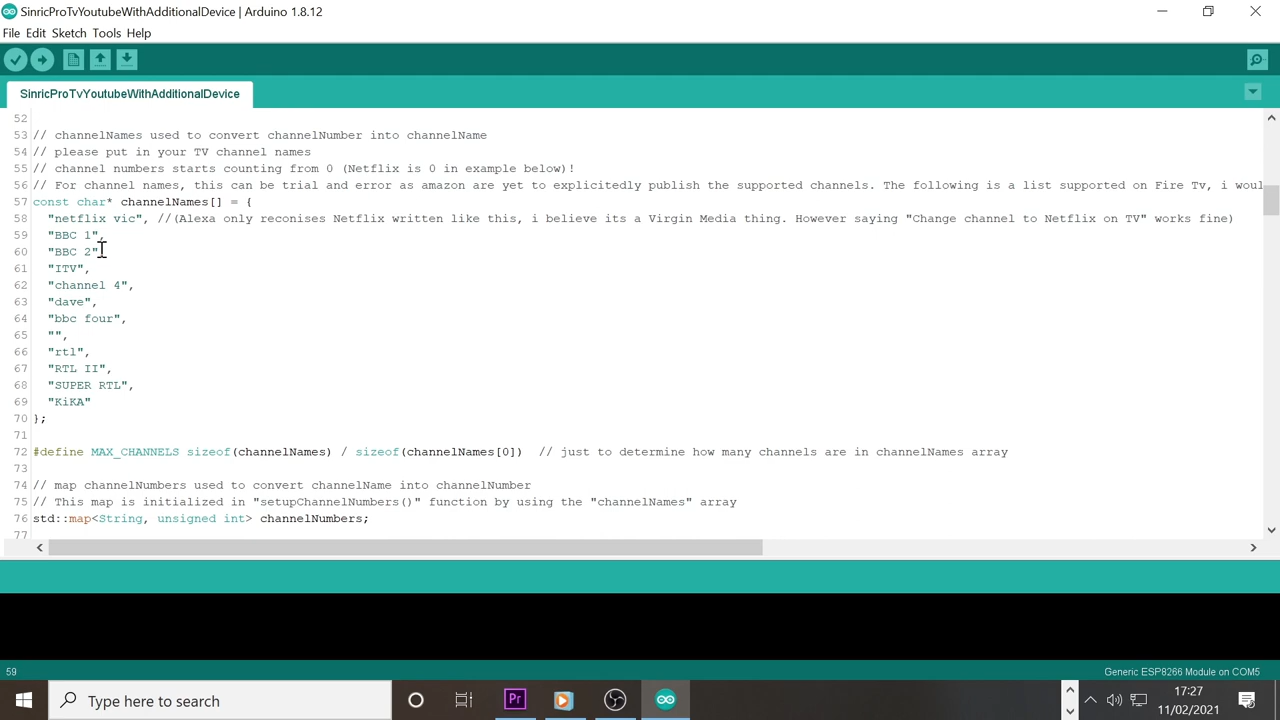 SinricProTvYoutubeWithAdditionalDevice | Arduino 1.8.12
File Edit Sketch Tools Help
SinricProTvYoutubeWithAdditionalDevice
52
53 // channelNames used to convert channelNumber into channelName
54 // please put in your TV channel names
55 // channel numbers starts counting from 0 (Netflix is 0 in example below)!
56 // For channel names, this can be trial and error as amazon are yet to explicitedly publish the supported channels. The following is a list supported on Fire Tv, i woul
57 const char* channelNames[] = {
58 "netflix vic", //(Alexa only reconises Netflix written like this, i believe its a Virgin Media thing. However saying "Change channel to Netflix on TV" works fine)
59 "BBC 1",
60 "BBC 2"
61 "ITV",
62 "channel 4",
63 "dave",
64 "bbc four",
65 "",
66 "rtl",
67 "RTL II",
68 "SUPER RTL",
69 "KiKA"
70 };
71
72 #define MAX_CHANNELS sizeof(channelNames) / sizeof(channelNames[0]) // just to determine how many channels are in channelNames array
73
74 // map channelNumbers used to convert channelName into channelNumber
75 // This map is initialized in "setupChannelNumbers()" function by using the "channelNames" array
76 std::map<String, unsigned int> channelNumbers;
77
59
Generic ESP8266 Module on COM5
Type here to search
Pr
17:27
11/02/2021